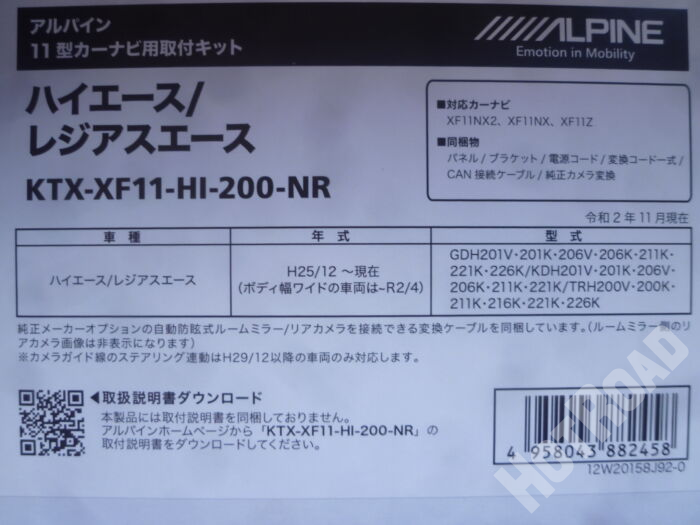 アルパイン
11型カーナビ用取付キット
ALPINE
Emotion in Mobility
ハイエース/
レジアスエース
KTX-XF11-HI-200-NR
■対応カーナビ
XF11NX2、XF11NX、XF11Z
■同梱物
パネル/ブラケット/電源コード/変換コード一式/
CAN接続ケーブル/純正カメラ変換
令和2年11月現在
車種 年式 型式
ハイエース/レジアスエース
H25/12 ～現在
(ボディ幅ワイドの車両は~R2/4)
GDH201V・201K・206V・206K・211K・
221K・226K/KDH201V・201K・206V・
206K・211K・221K/TRH200V・200K・
211K・216K・221K・226K
純正メーカーオプションの自動防眩式ルームミラー/リアカメラを接続できる変換ケーブルを同梱しています。(ルームミラー側のリ
アカメラ画像は非表示になります)
※カメラガイド線のステアリング連動はH29/12以降の車両のみ対応します。
◀取扱説明書ダウンロード
本製品には取付説明書を同梱しておりません。
アルパインホームページから「KTX-XF11-HI-200-NR」の
取付説明書をダウンロードしてください。
4 958043 882458
12W20158J92-0
HOTROAD